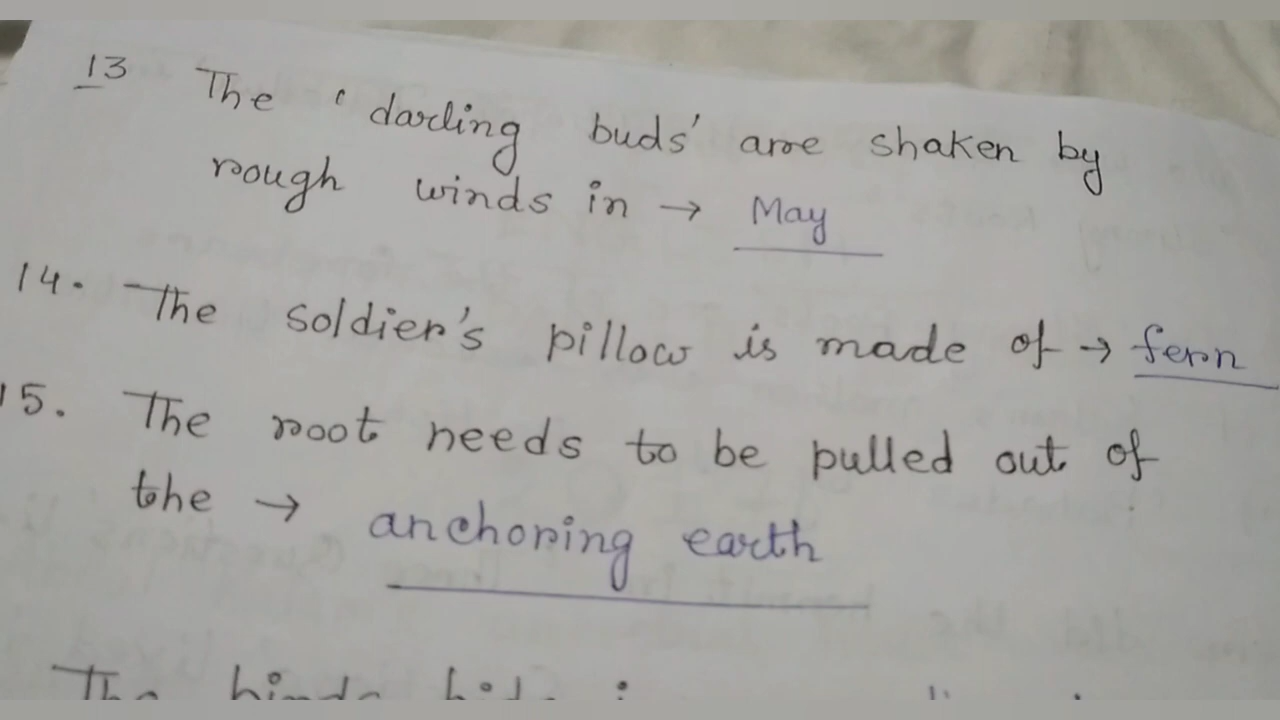 13 The 'darling buds' are shaken by
rough winds in → May
14. The soldier's pillow is made of → fern
15. The root needs to be pulled out of
the → anchoring earth
The